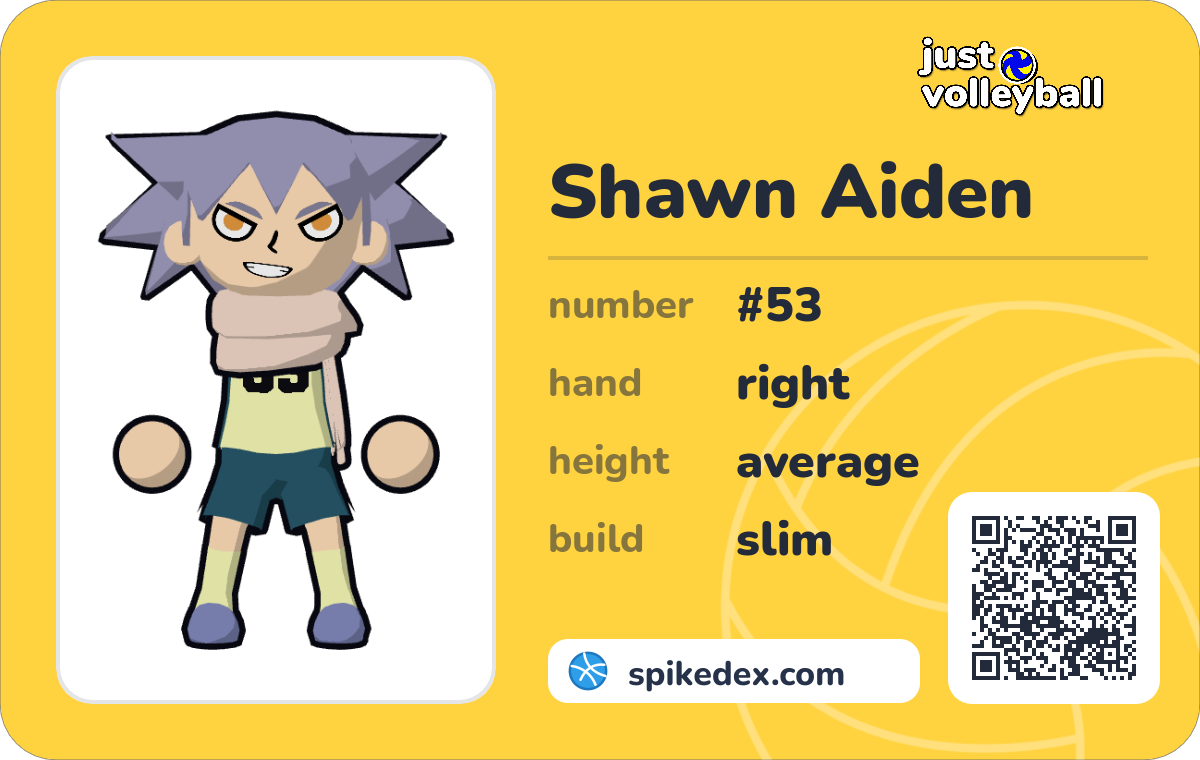 just
volleyball
Shawn Aiden
number #53
hand right
height average
build slim
spikedex.com